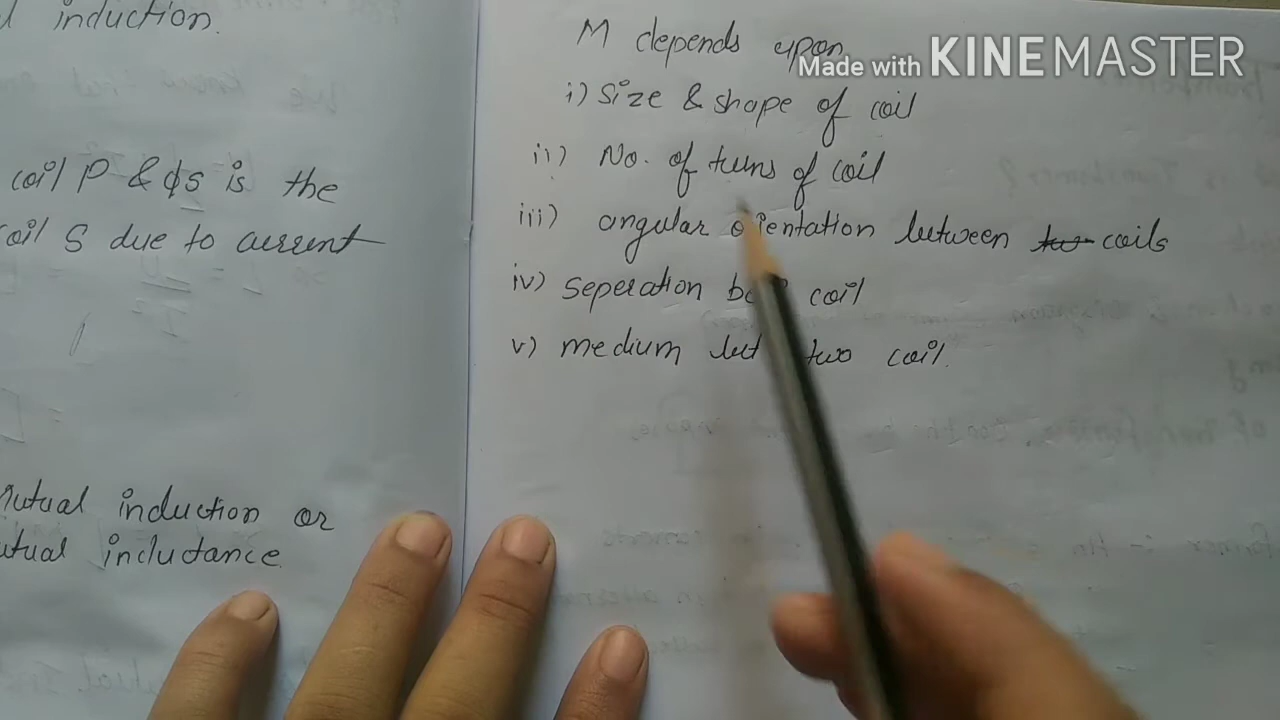 induction.
coil P & ϕs is the
coil S due to current
Mutual induction or
mutual inductance.
M depends upon
Made with KINEMASTER
i) Size & shape of coil
ii) No. of turns of coil
iii) angular orientation between two coils
iv) seperation coil
v) medium two coil.